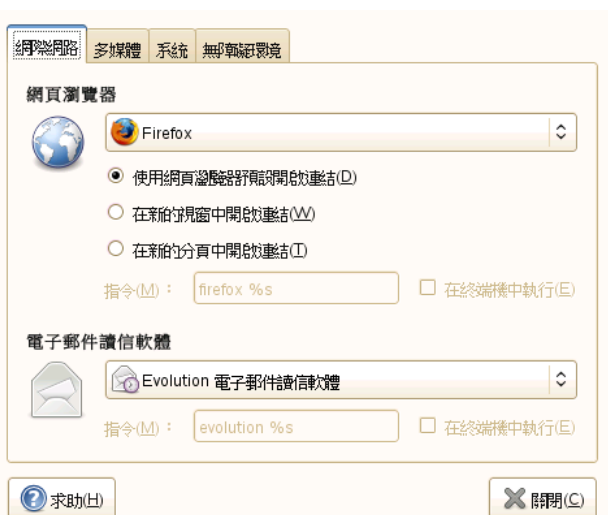 網際網路 多媒體 系統 無障礙環境
網頁瀏覽器
Firefox
使用網頁瀏覽器預設開啟連結(D)
在新的視窗中開啟連結(W)
在新的分頁中開啟連結(T)
指令(M)： firefox %s 在終端機中執行(E)
電子郵件讀信軟體
Evolution 電子郵件讀信軟體
指令(M)： evolution %s 在終端機中執行(E)
求助(H) 關閉(C)